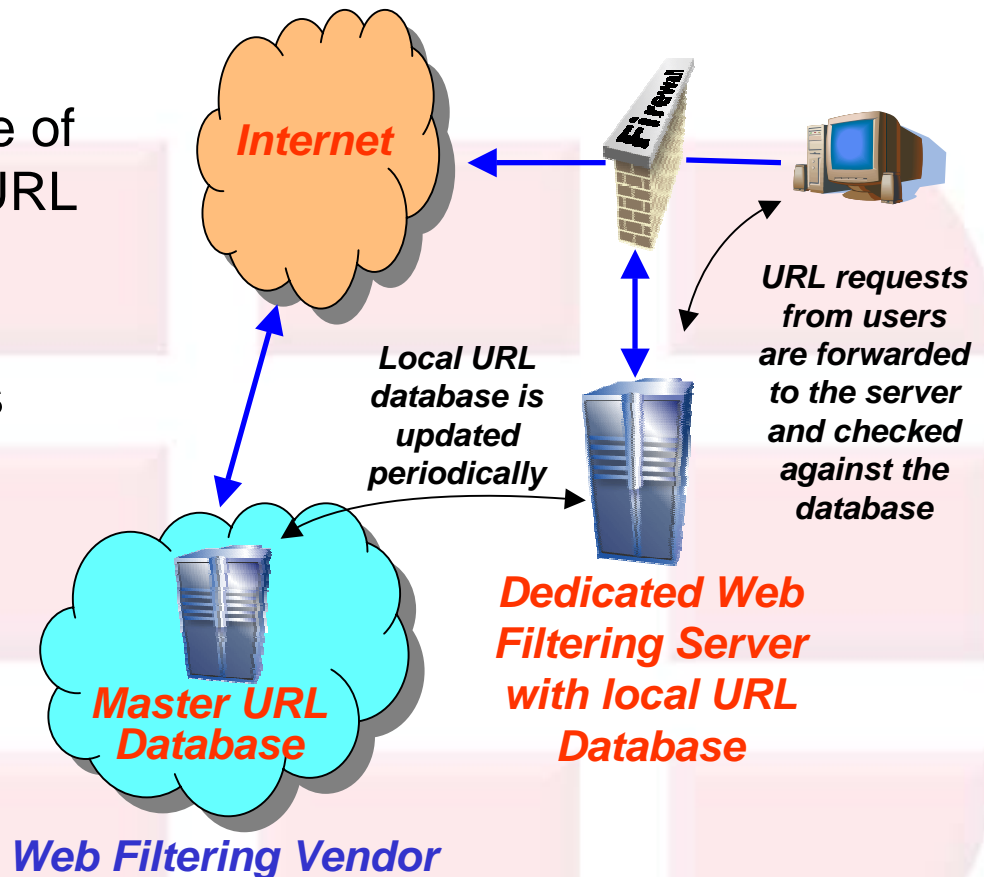 e of
URL
s
Internet
Firewall
URL requests
from users
are forwarded
to the server
and checked
against the
database
Local URL
database is
updated
periodically
Dedicated Web
Filtering Server
with local URL
Database
Master URL
Database
Web Filtering Vendor